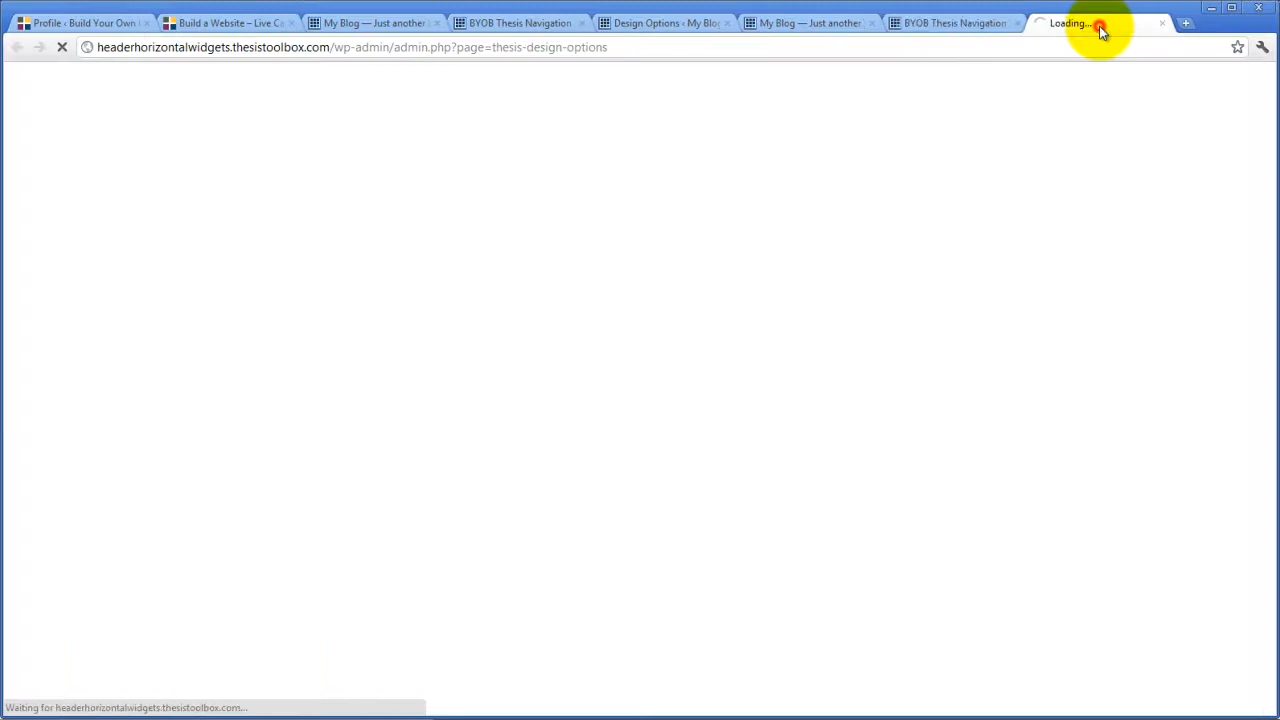 Profile ‹ Build Your Own
Build a Website – Live Ca
My Blog — Just another
BYOB Thesis Navigation
Design Options ‹ My Blog
My Blog — Just another
BYOB Thesis Navigation
Loading...
headerhorizontalwidgets.thesistoolbox.com/wp-admin/admin.php?page=thesis-design-options
Waiting for headerhorizontalwidgets.thesistoolbox.com...